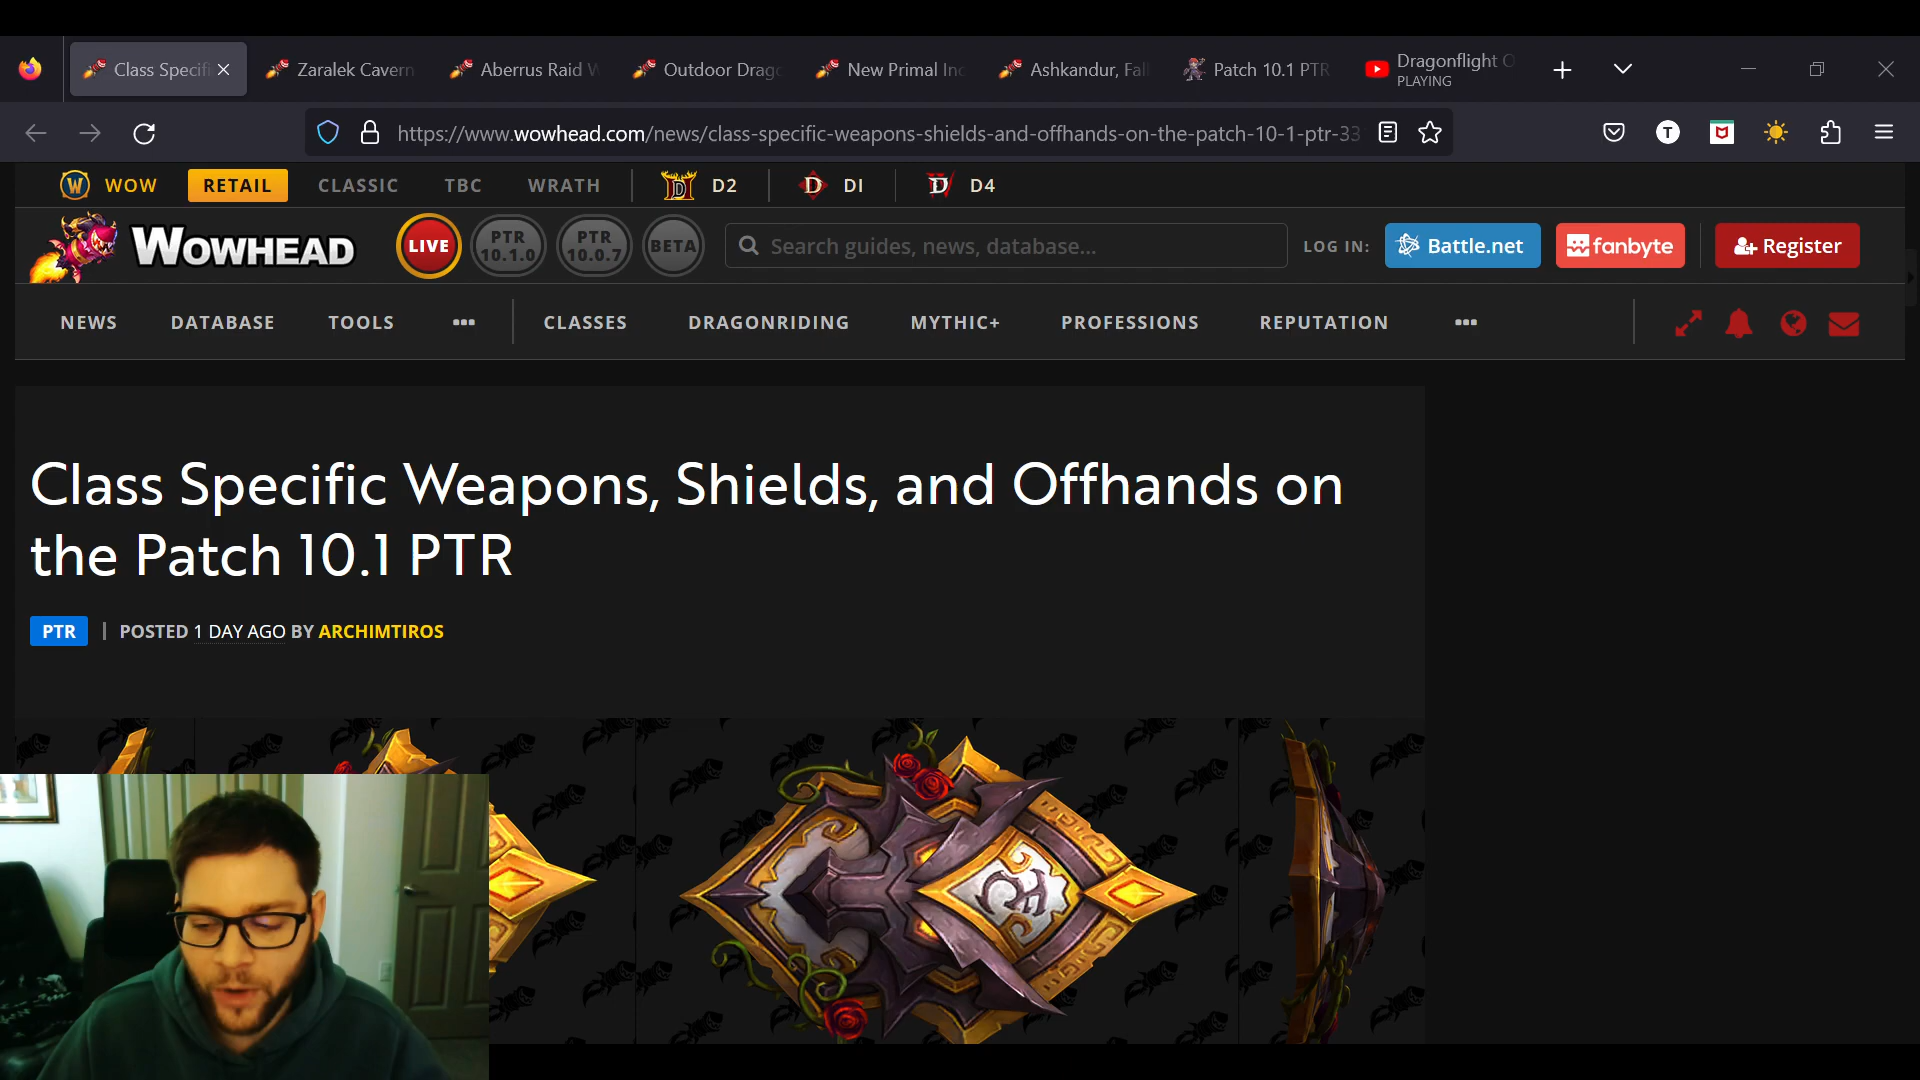 Class Specifi
Zaralek Cavern
Aberrus Raid W
Outdoor Drago
New Primal Inc
Ashkandur, Fall
Patch 10.1 PTR
Dragonflight O
PLAYING
https://www.wowhead.com/news/class-specific-weapons-shields-and-offhands-on-the-patch-10-1-ptr-33
T
WOW
RETAIL
CLASSIC
TBC
WRATH
D2
DI
D4
WOWHEAD
LIVE
PTR
10.1.0
PTR
10.0.7
BETA
Search guides, news, database...
LOG IN:
Battle.net
fanbyte
Register
NEWS
DATABASE
TOOLS
CLASSES
DRAGONRIDING
MYTHIC+
PROFESSIONS
REPUTATION
Class Specific Weapons, Shields, and Offhands on
the Patch 10.1 PTR
PTR | POSTED 1 DAY AGO BY ARCHIMTIROS